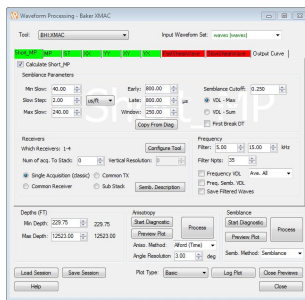 Waveform Processing - Baker XMAC
Tool: BH:XMAC
Input Waveform Set: waves (waves)
Short_MP MP ST XX YY XY YX Output Curve
Calculate Short_MP
Semblance Parameters
Min Slow: 40.00 Early: 800.00 Semblance Cutoff: 0.250
Slow Step: 2.00 us/ft Late: 800.00 µs VDL - Max
Max Slow: 240.00 Window: 250.00 VDL - Sum
Copy From Diag First Break DT
Receivers
Which Receivers: 1-4 Configure Tool
Num of acq. To Stack: 0 Vertical Resolution: 0
Single Acquisition (classic) Common TX
Common Receiver Sub Stack Semb. Description
Frequency
Filter: 5.00 15.00 kHz
Filter Npts: 35
Frequency VDL Ave. All
Freq. Semb. VDL
Save Filtered Waves
Depths (FT)
Min Depth: 229.75 229.75
Max Depth: 12523.00 12523.00
Anisotropy
Start Diagnostic
Preview Plot
Process
Aniso. Method: Alford (Time)
Angle Resolution 3.00 deg
Semblance
Start Diagnostic
Preview Plot
Process
Semb. Method: Semblance
Load Session Save Session Plot Type: Basic Log Plot Close Previews
Help Close